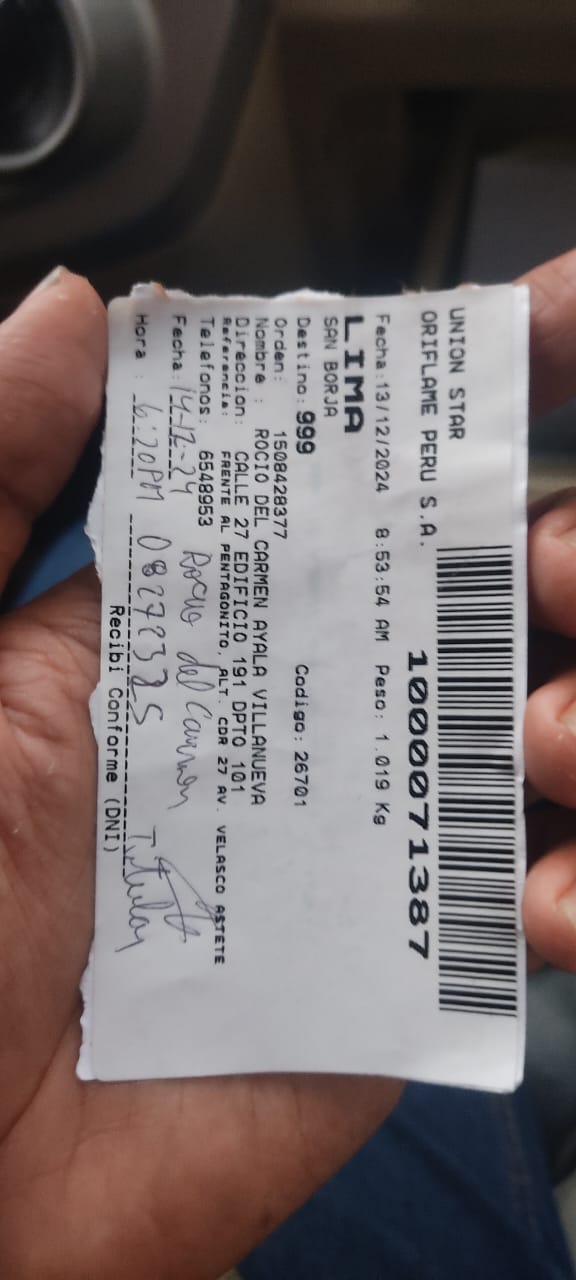 UNION STAR
ORIFLAME PERU S.A.
1000071387
Fecha:13/12/2024 8:53:54 AM Peso: 1.019 Kg
LIMA
SAN BORJA
Destino: 999 Codigo: 26701
Orden: 1508428377
Nombre : ROCIO DEL CARMEN AYALA VILLANUEVA
Direccion: CALLE 27 EDIFICIO 191 DPTO 101
Referencia: FRENTE AL PENTAGONITO, ALT. CDR 27 AV. VELASCO ASTETE
Telefonos: 6548953
Fecha: 14-12-24 Rocio del Carmen Titular
Hora : 6:20PM 08272325
Recibi Conforme (DNI)